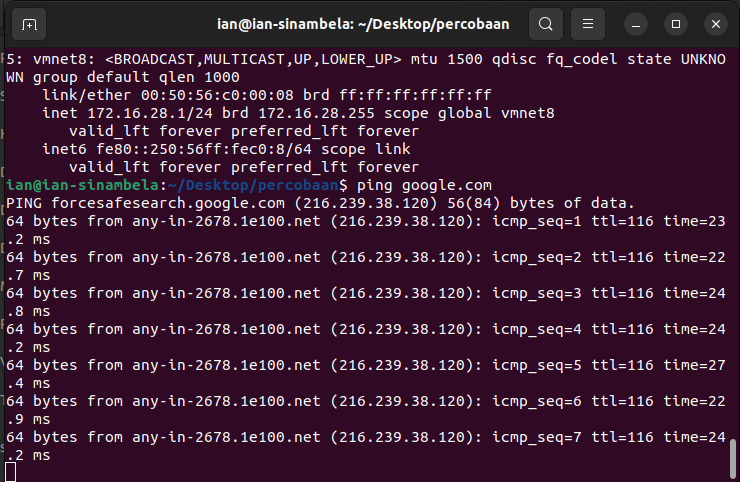 ian@ian-sinambela: ~/Desktop/percobaan
5: vmnet8: <BROADCAST,MULTICAST,UP,LOWER_UP> mtu 1500 qdisc fq_codel state UNKNO
WN group default qlen 1000
    link/ether 00:50:56:c0:00:08 brd ff:ff:ff:ff:ff:ff
    inet 172.16.28.1/24 brd 172.16.28.255 scope global vmnet8
       valid_lft forever preferred_lft forever
    inet6 fe80::250:56ff:fec0:8/64 scope link
       valid_lft forever preferred_lft forever
ian@ian-sinambela:~/Desktop/percobaan$ ping google.com
PING forcesafesearch.google.com (216.239.38.120) 56(84) bytes of data.
64 bytes from any-in-2678.1e100.net (216.239.38.120): icmp_seq=1 ttl=116 time=23
.2 ms
64 bytes from any-in-2678.1e100.net (216.239.38.120): icmp_seq=2 ttl=116 time=22
.7 ms
64 bytes from any-in-2678.1e100.net (216.239.38.120): icmp_seq=3 ttl=116 time=24
.8 ms
64 bytes from any-in-2678.1e100.net (216.239.38.120): icmp_seq=4 ttl=116 time=24
.2 ms
64 bytes from any-in-2678.1e100.net (216.239.38.120): icmp_seq=5 ttl=116 time=27
.4 ms
64 bytes from any-in-2678.1e100.net (216.239.38.120): icmp_seq=6 ttl=116 time=22
.9 ms
64 bytes from any-in-2678.1e100.net (216.239.38.120): icmp_seq=7 ttl=116 time=24
.2 ms